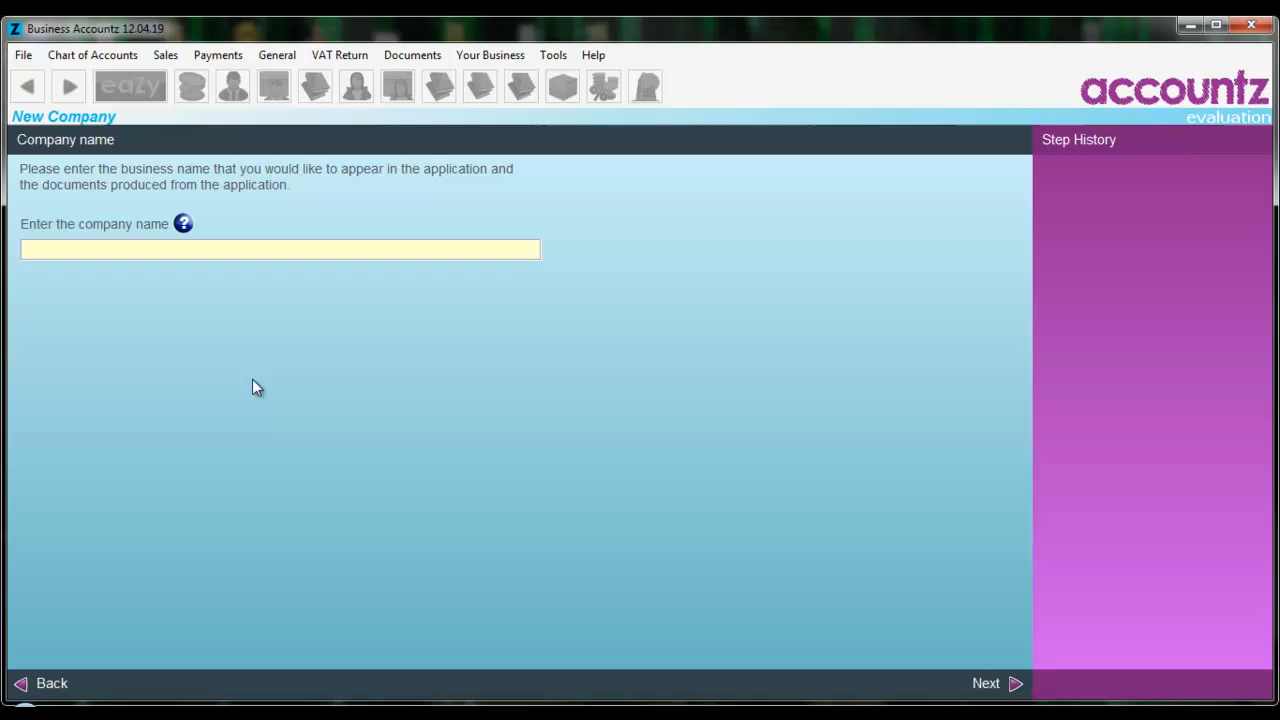 Business Accountz 12.04.19
File Chart of Accounts Sales Payments General VAT Return Documents Your Business Tools Help
eazy
accountz
evaluation
New Company
Company name
Step History
Please enter the business name that you would like to appear in the application and
the documents produced from the application.
Enter the company name ?
Back
Next